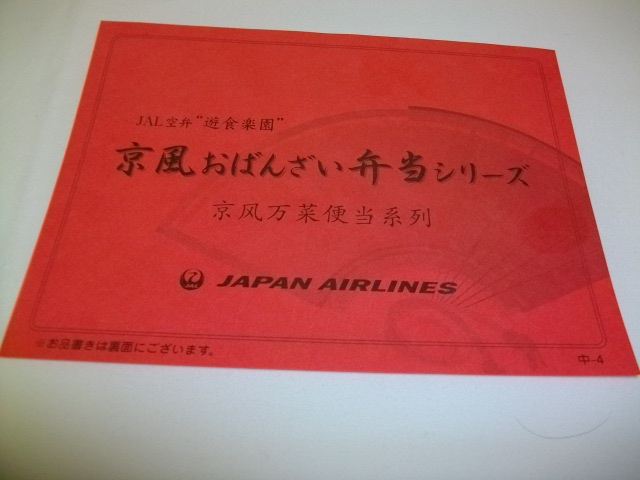 JAL空弁“遊食楽園”
京風おばんざい弁当シリーズ
京风万菜便当系列
JAPAN AIRLINES
※お品書きは裏面にございます。
中-4